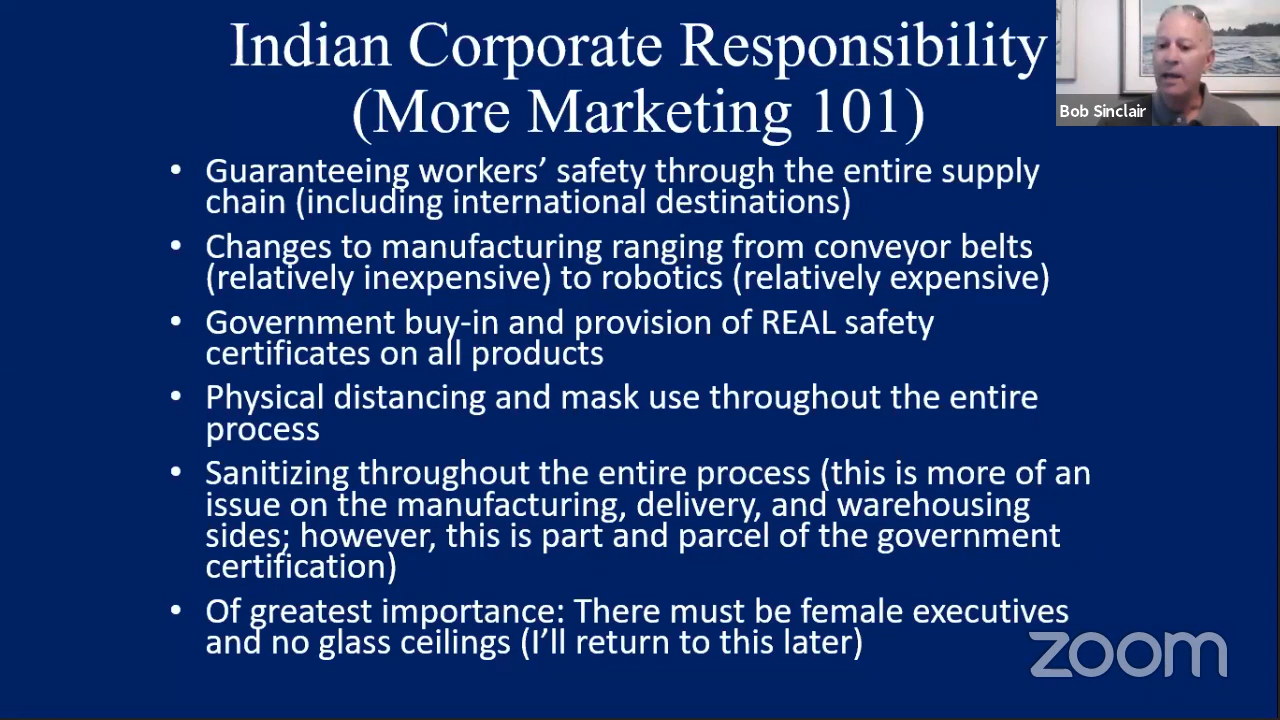 Indian Corporate Responsibility
(More Marketing 101)
Bob Sinclair
• Guaranteeing workers’ safety through the entire supply
chain (including international destinations)
• Changes to manufacturing ranging from conveyor belts
(relatively inexpensive) to robotics (relatively expensive)
• Government buy-in and provision of REAL safety
certificates on all products
• Physical distancing and mask use throughout the entire
process
• Sanitizing throughout the entire process (this is more of an
issue on the manufacturing, delivery, and warehousing
sides; however, this is part and parcel of the government
certification)
• Of greatest importance: There must be female executives
and no glass ceilings (I’ll return to this later)
zoom